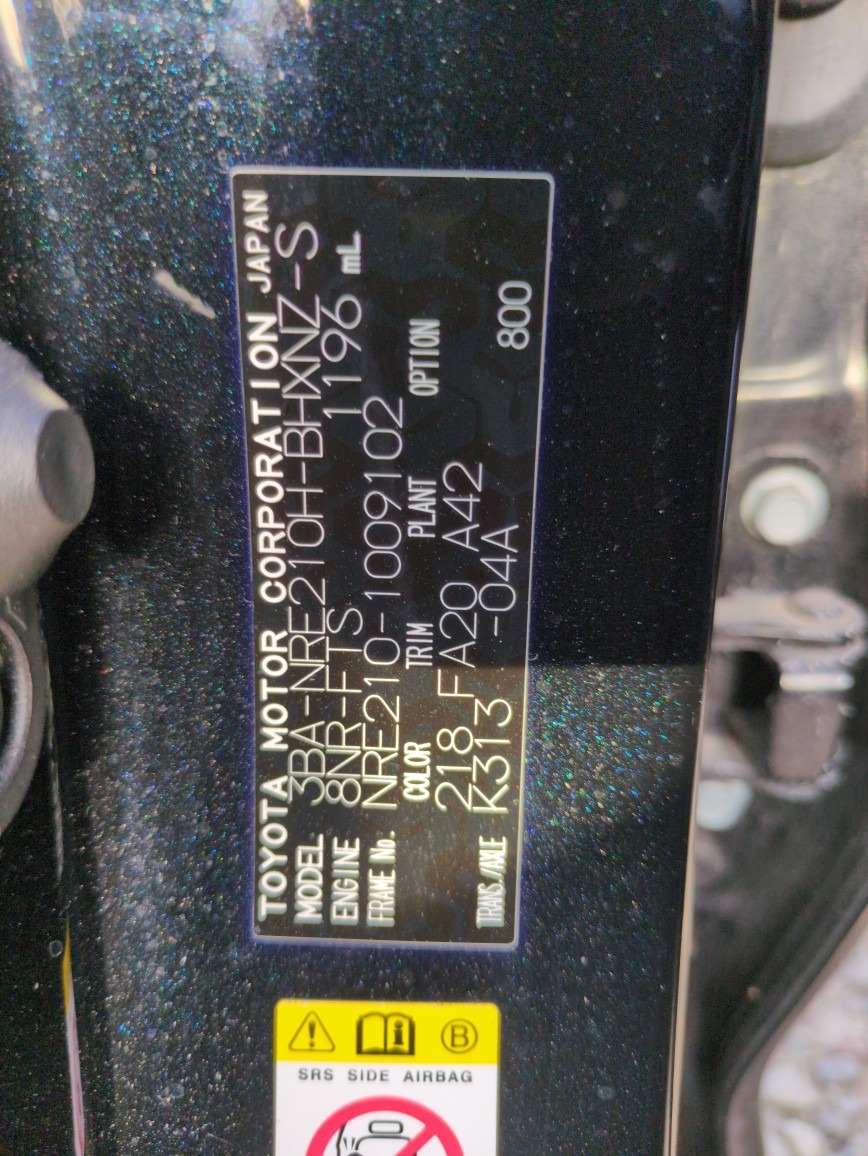 TOYOTA MOTOR CORPORATION JAPAN
MODEL 3BA-NRE210H-BHXNZ-S
ENGINE 8NR-FTS 1196 mL
FRAME No. NRE210-1009102
COLOR TRIM PLANT OPTION
218 FA20 A42
TRANS/AXLE K313 -04A 800
B
SRS SIDE AIRBAG